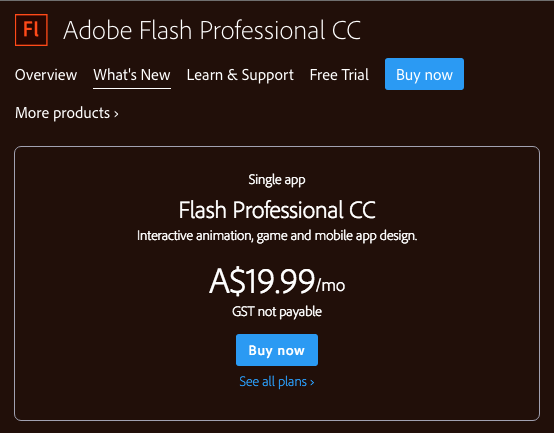 Fl Adobe Flash Professional CC
Overview What's New Learn & Support Free Trial Buy now
More products ›
Single app
Flash Professional CC
Interactive animation, game and mobile app design.
A$19.99/mo
GST not payable
Buy now
See all plans ›